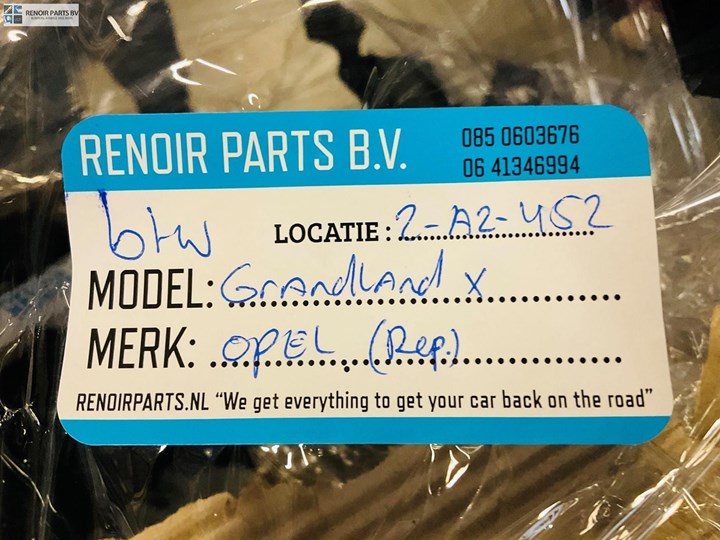 RENOIR PARTS BV
RENOIR PARTS B.V.
085 0603676
06 41346994
btw
LOCATIE: 2-A2-452
MODEL: Grandland X
MERK: OPEL (Rep.)
RENOIRPARTS.NL "We get everything to get your car back on the road"